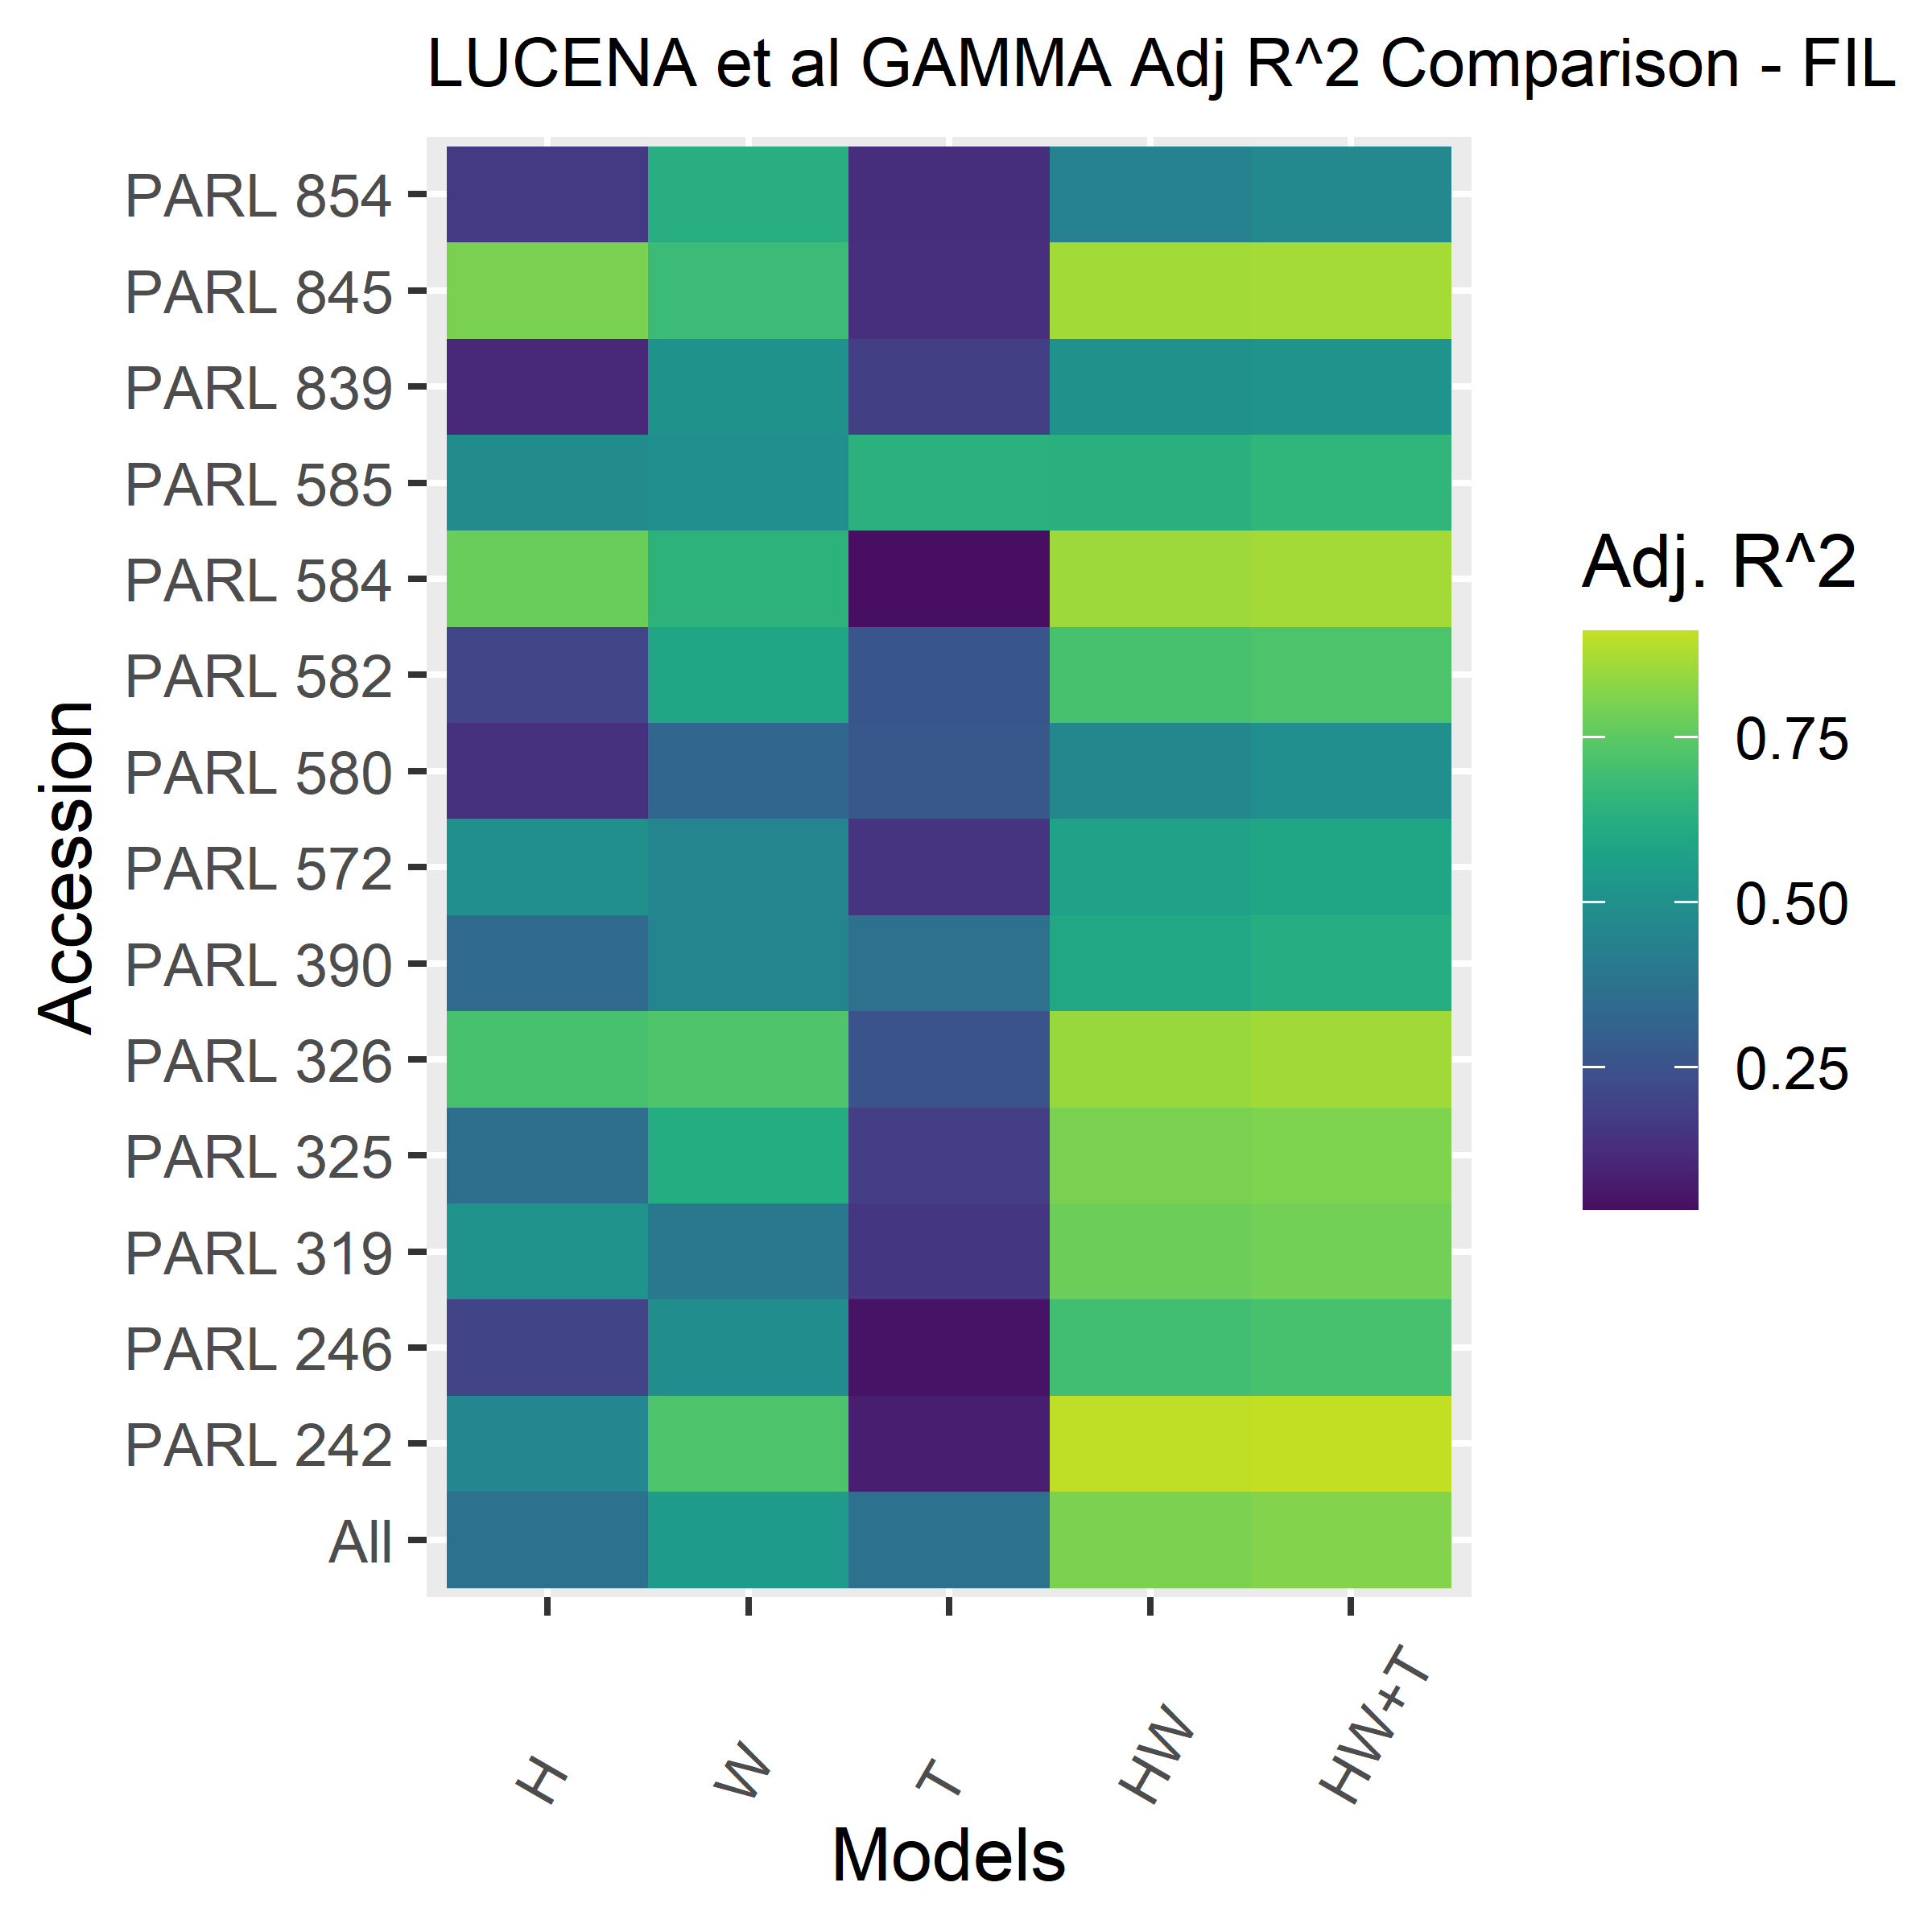 LUCENA et al GAMMA Adj R^2 Comparison - FIL
PARL 854
PARL 845
PARL 839
PARL 585
PARL 584
PARL 582
PARL 580
PARL 572
PARL 390
PARL 326
PARL 325
PARL 319
PARL 246
PARL 242
All
Accession
H
W
T
HW
HW+T
Models
Adj. R^2
0.75
0.50
0.25